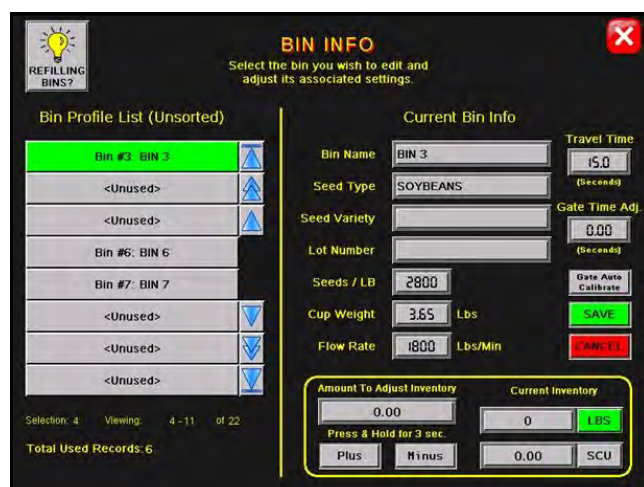 REFILLING
BINS?
BIN INFO
Select the bin you wish to edit and
adjust its associated settings.
Bin Profile List (Unsorted)
Bin #3: BIN 3
<Unused>
<Unused>
Bin #6: BIN 6
Bin #7: BIN 7
<Unused>
<Unused>
<Unused>
Selection: 4 Viewing: 4 - 11 of 22
Total Used Records: 6
Current Bin Info
Bin Name BIN 3
Seed Type SOYBEANS
Seed Variety
Lot Number
Seeds / LB 2800
Cup Weight 3.65 Lbs
Flow Rate 1800 Lbs/Min
Travel Time
15.0
(Seconds)
Gate Time Adj.
0.00
(Seconds)
Gate Auto
Calibrate
SAVE
CANCEL
Amount To Adjust Inventory
0.00
Press & Hold for 3 sec.
Plus Minus
Current Inventory
0 LBS
0.00 SCU